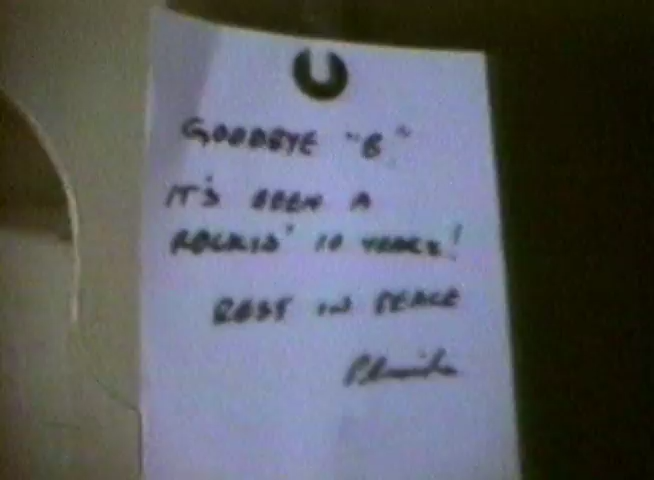 U
GOODBYE "B."
IT'S BEEN A
ROCKIN' 10 YEARS!
REST IN PEACE